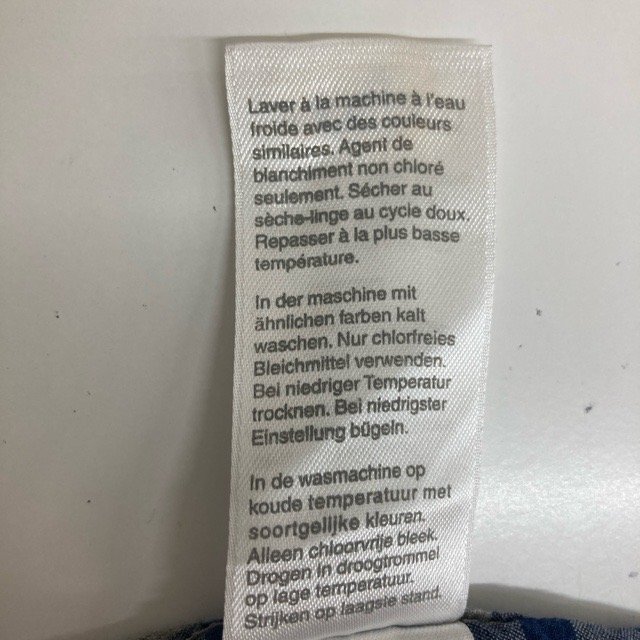 Laver à la machine à l'eau
froide avec des couleurs
similaires. Agent de
blanchiment non chloré
seulement. Sécher au
sèche-linge au cycle doux.
Repasser à la plus basse
température.
In der maschine mit
ähnlichen farben kalt
waschen. Nur chlorfreies
Bleichmittel verwenden.
Bei niedriger Temperatur
trocknen. Bei niedrigster
Einstellung bügeln.
In de wasmachine op
koude temperatuur met
soortgelijke kleuren.
Alleen chloorvrije bleek.
Drogen in droogtrommel
op lage temperatuur.
Strijken op laagste stand.